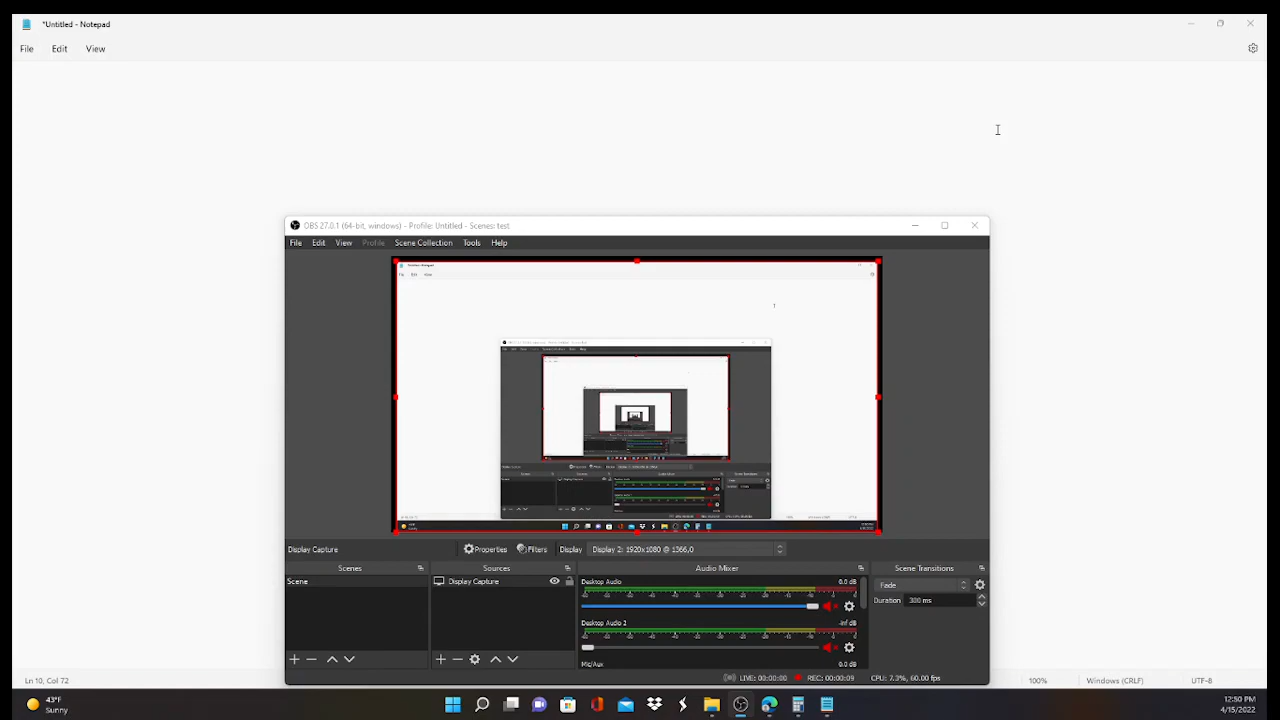 *Untitled - Notepad
File Edit View
OBS 27.0.1 (64-bit, windows) - Profile: Untitled - Scenes: test
File Edit View Profile Scene Collection Tools Help
Display Capture Properties Filters Display Display 2: 1920x1080 @ 1366,0
Scenes Sources Audio Mixer Scene Transitions
Scene Display Capture Desktop Audio 0.0 dB Fade
Duration 300 ms
Desktop Audio 2 -inf dB
Mic/Aux 0.0 dB
LIVE: 00:00:00 REC: 00:00:09 CPU: 7.3%, 60.00 fps
Ln 10, Col 72 100% Windows (CRLF) UTF-8
43°F
Sunny
12:50 PM
4/15/2022